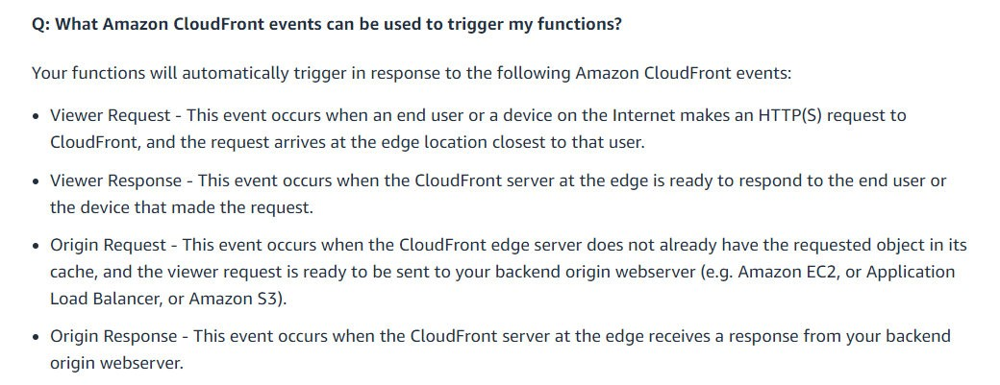 Q: What Amazon CloudFront events can be used to trigger my functions?
Your functions will automatically trigger in response to the following Amazon CloudFront events:
• Viewer Request - This event occurs when an end user or a device on the Internet makes an HTTP(S) request to
CloudFront, and the request arrives at the edge location closest to that user.
• Viewer Response - This event occurs when the CloudFront server at the edge is ready to respond to the end user or
the device that made the request.
• Origin Request - This event occurs when the CloudFront edge server does not already have the requested object in its
cache, and the viewer request is ready to be sent to your backend origin webserver (e.g. Amazon EC2, or Application
Load Balancer, or Amazon S3).
• Origin Response - This event occurs when the CloudFront server at the edge receives a response from your backend
origin webserver.